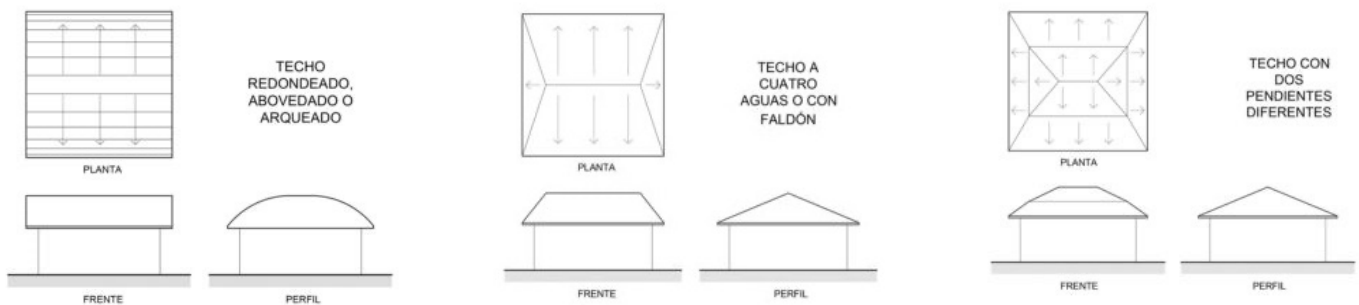 TECHO
REDONDEADO,
ABOVEDADO O
ARQUEADO
PLANTA
FRENTE
PERFIL
TECHO A
CUATRO
AGUAS O CON
FALDÓN
PLANTA
FRENTE
PERFIL
TECHO CON
DOS
PENDIENTES
DIFERENTES
PLANTA
FRENTE
PERFIL